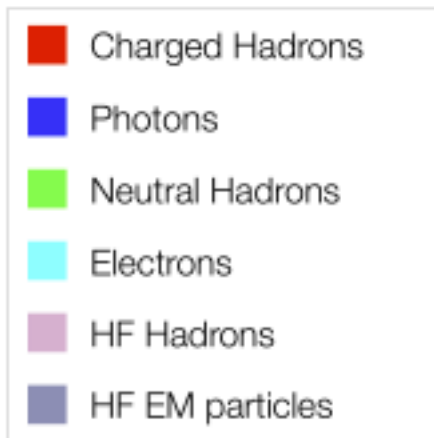 Charged Hadrons
Photons
Neutral Hadrons
Electrons
HF Hadrons
HF EM particles